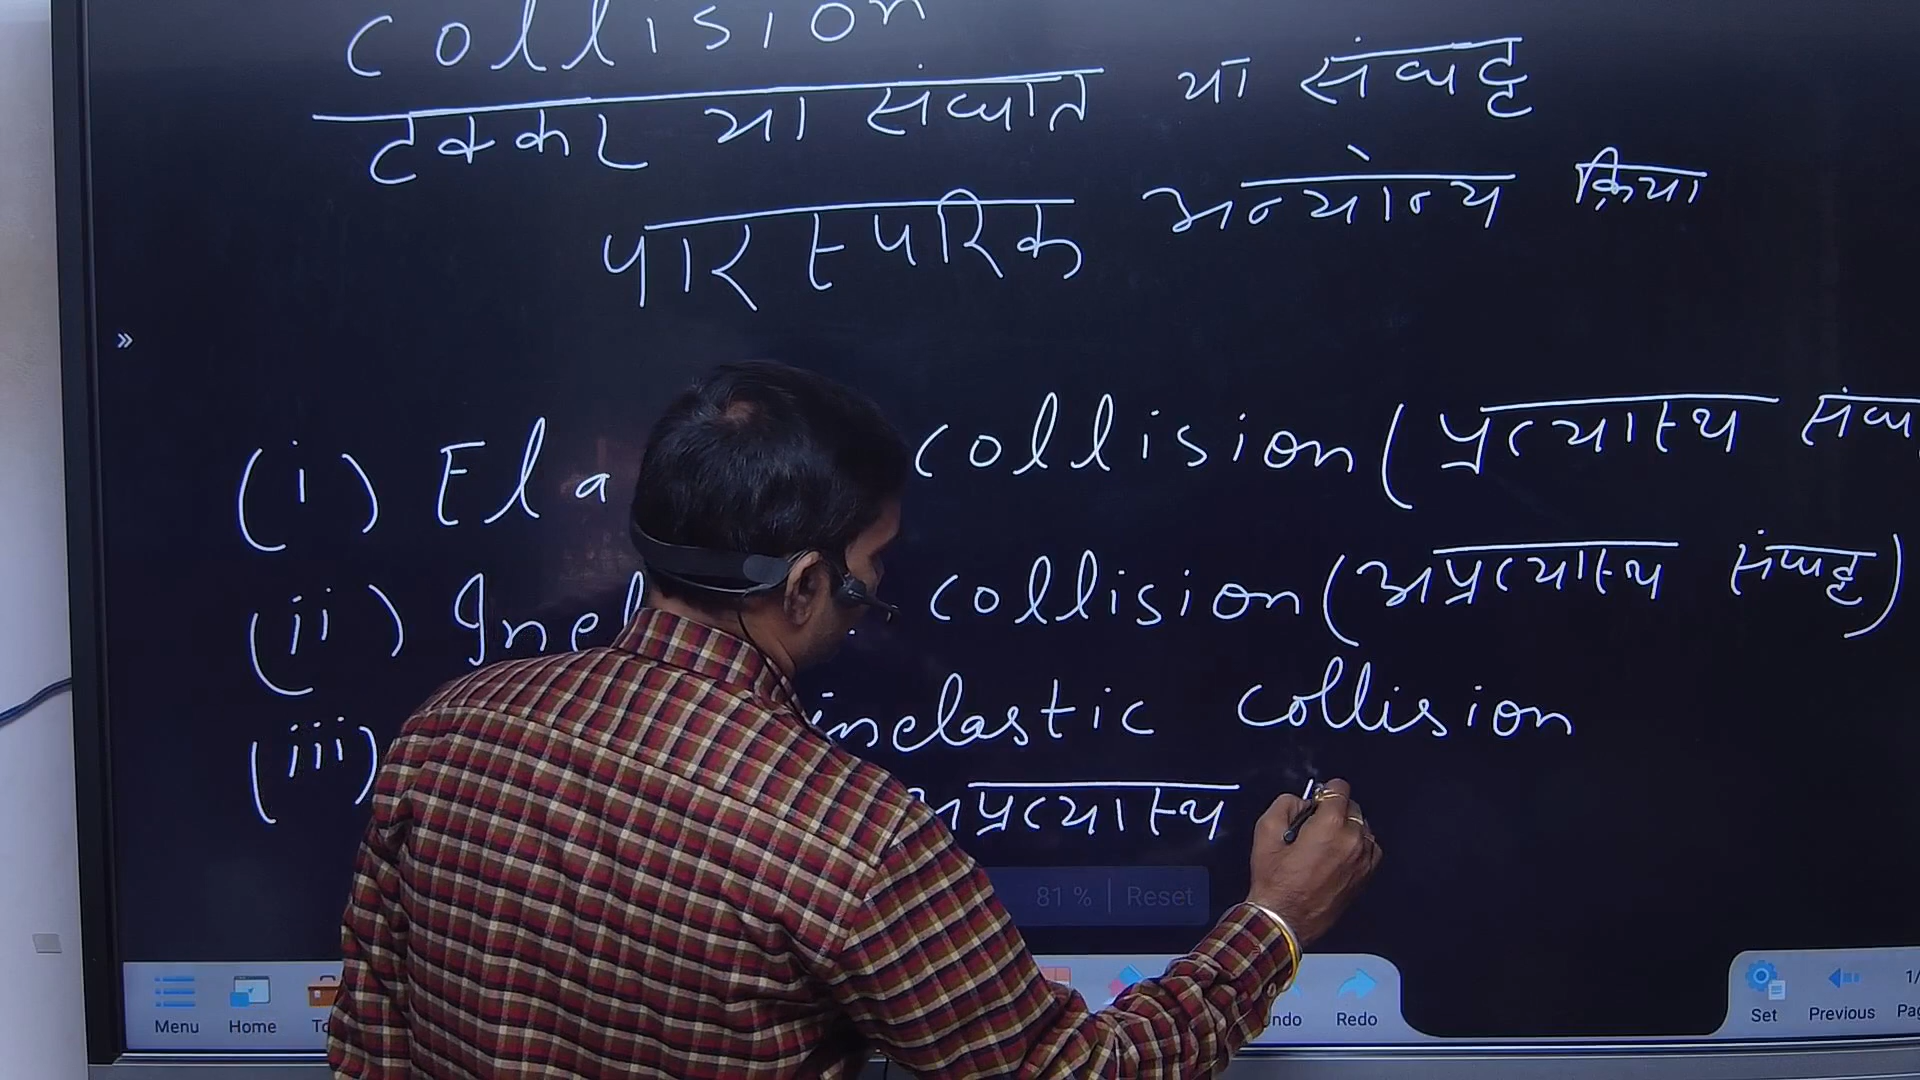 collision
टक्कर या संघात या संघट्ट
पारस्परिक अन्योन्य क्रिया
»
(i) Ela collision (प्रत्यास्थ संघ
(ii) Inel collision (अप्रत्यास्थ संघट्ट)
(iii) inelastic collision
अप्रत्यास्थ
81 % | Reset
Menu Home Undo Redo Set Previous